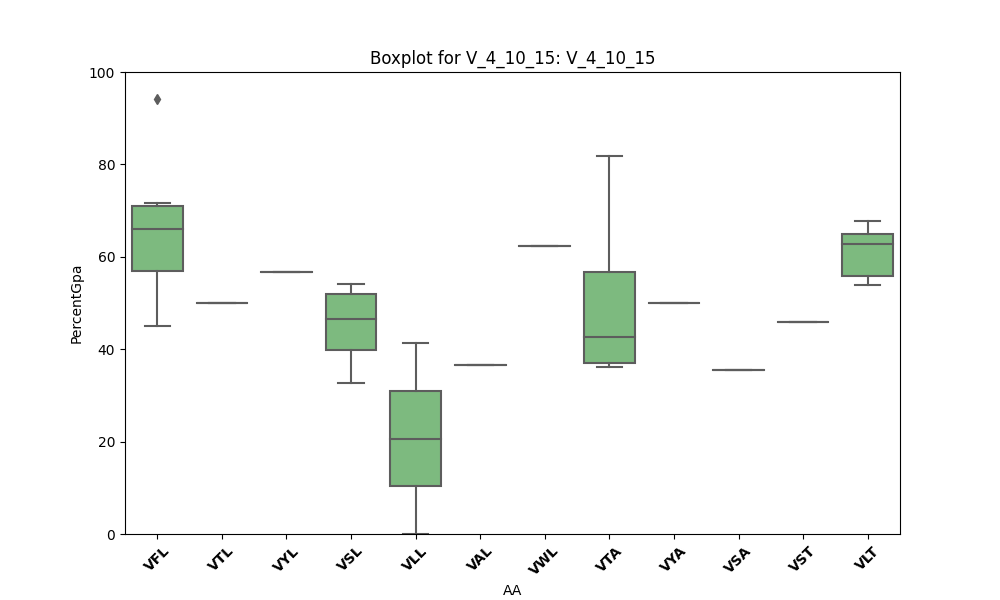 Boxplot for V_4_10_15: V_4_10_15
100
80
60
40
20
0
PercentGpa
VFL VTL VYL VSL VLL VAL VWL VTA VYA VSA VST VLT
AA